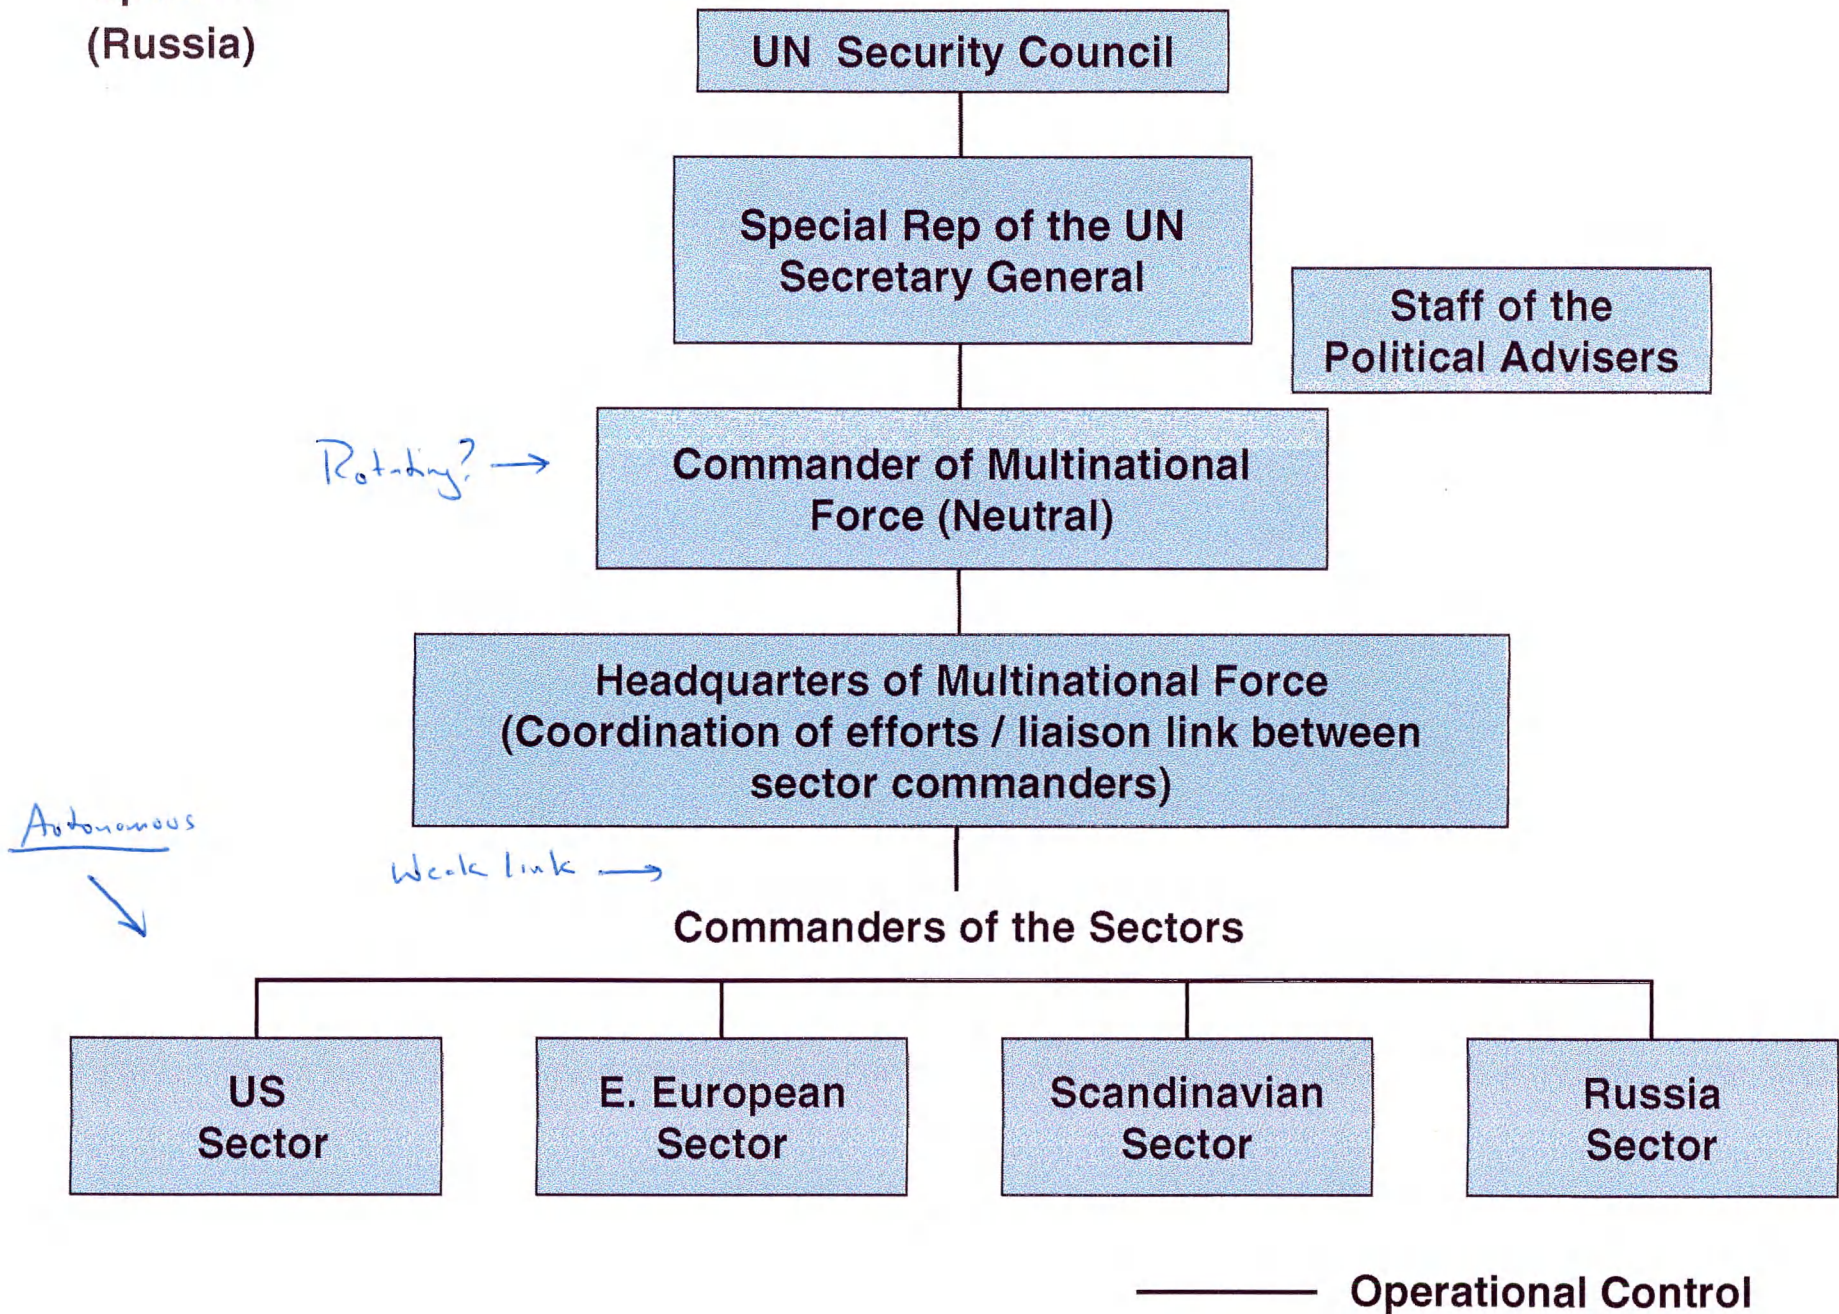 (Russia)
UN Security Council
Special Rep of the UN
Secretary General
Staff of the
Political Advisers
Rotating? →
Commander of Multinational
Force (Neutral)
Headquarters of Multinational Force
(Coordination of efforts / liaison link between
sector commanders)
Autonomous
Weak link →
Commanders of the Sectors
US
Sector
E. European
Sector
Scandinavian
Sector
Russia
Sector
Operational Control